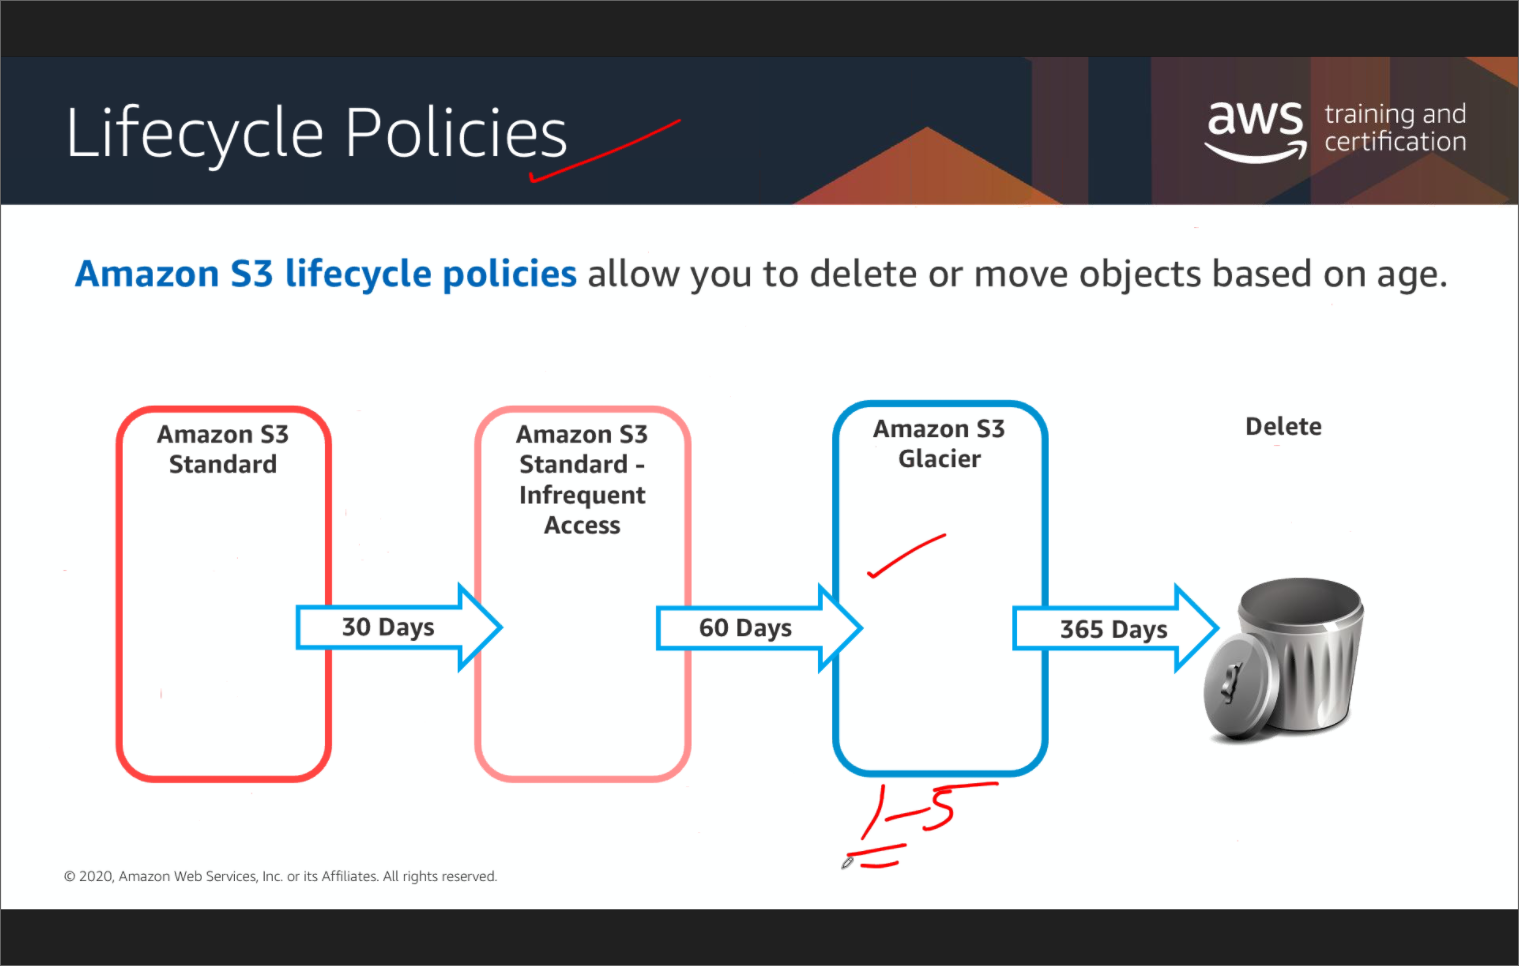 Lifecycle Policies
aws training and
certification
Amazon S3 lifecycle policies allow you to delete or move objects based on age.
Amazon S3
Standard
Amazon S3
Standard -
Infrequent
Access
Amazon S3
Glacier
Delete
30 Days
60 Days
365 Days
1-5
© 2020, Amazon Web Services, Inc. or its Affiliates. All rights reserved.